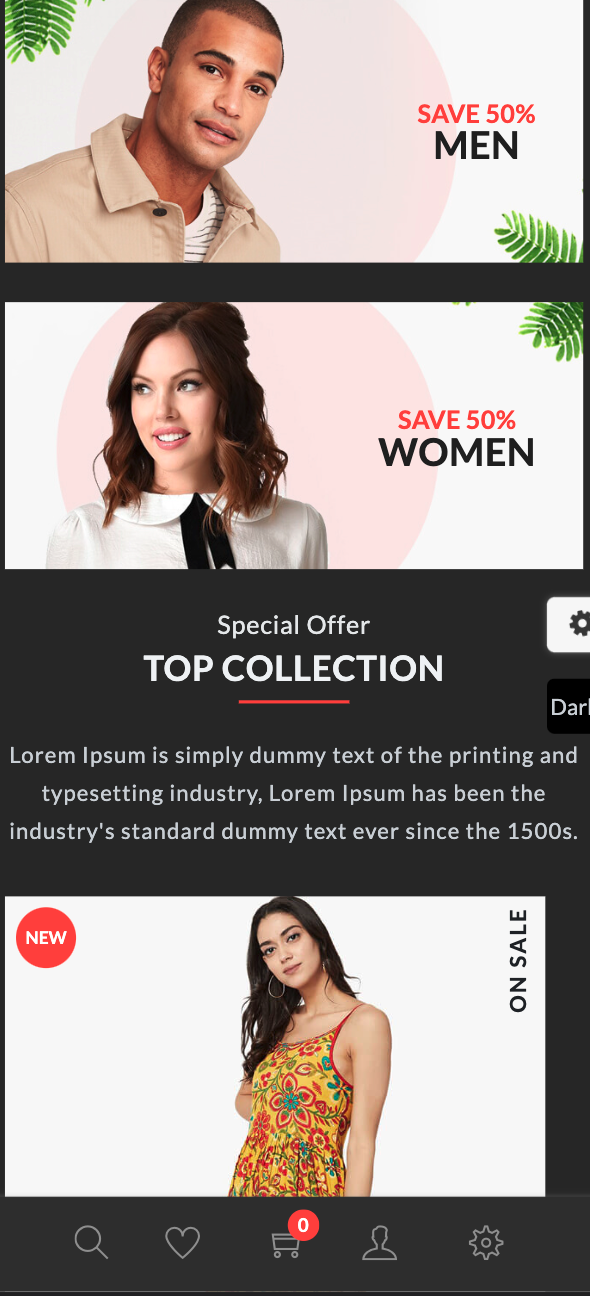 SAVE 50%
MEN
SAVE 50%
WOMEN
Special Offer
TOP COLLECTION
Lorem Ipsum is simply dummy text of the printing and
typesetting industry, Lorem Ipsum has been the
industry's standard dummy text ever since the 1500s.
NEW
ON SALE
0